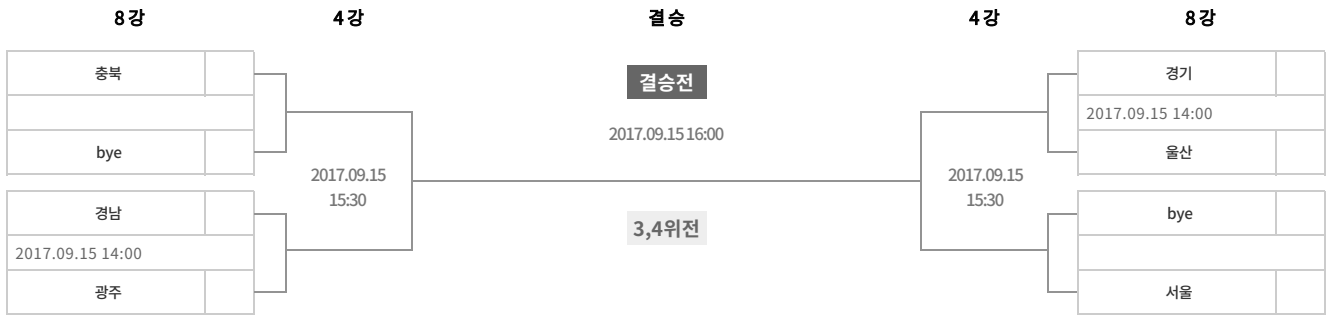 8강 4강 결승 4강 8강
충북
bye
경남
2017.09.15 14:00
광주
2017.09.15
15:30
결승전
2017.09.15 16:00
3,4위전
2017.09.15
15:30
경기
2017.09.15 14:00
울산
bye
서울